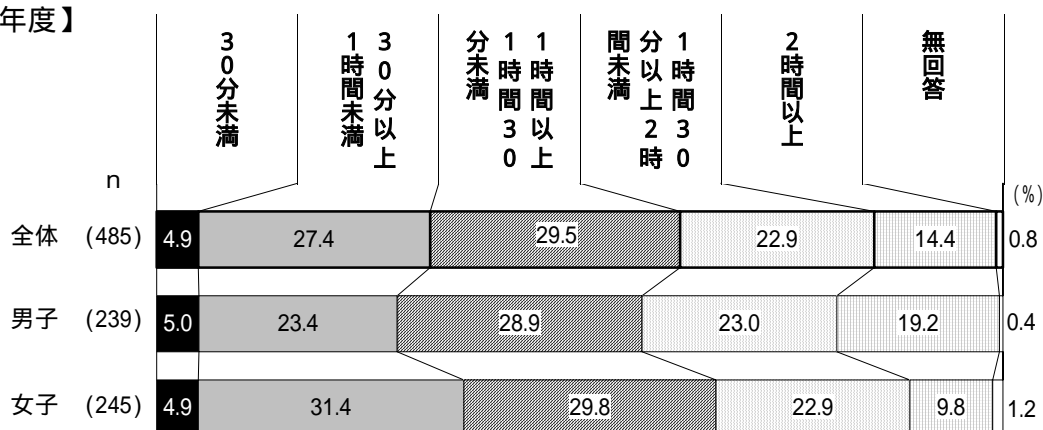 年度】
30分未満
30分以上
1時間未満
1時間以上
1時間30
分未満
1時間30
分以上2時
間未満
2時間以上
無回答
n
(%)
全体 (485) 4.9 27.4 29.5 22.9 14.4 0.8
男子 (239) 5.0 23.4 28.9 23.0 19.2 0.4
女子 (245) 4.9 31.4 29.8 22.9 9.8 1.2